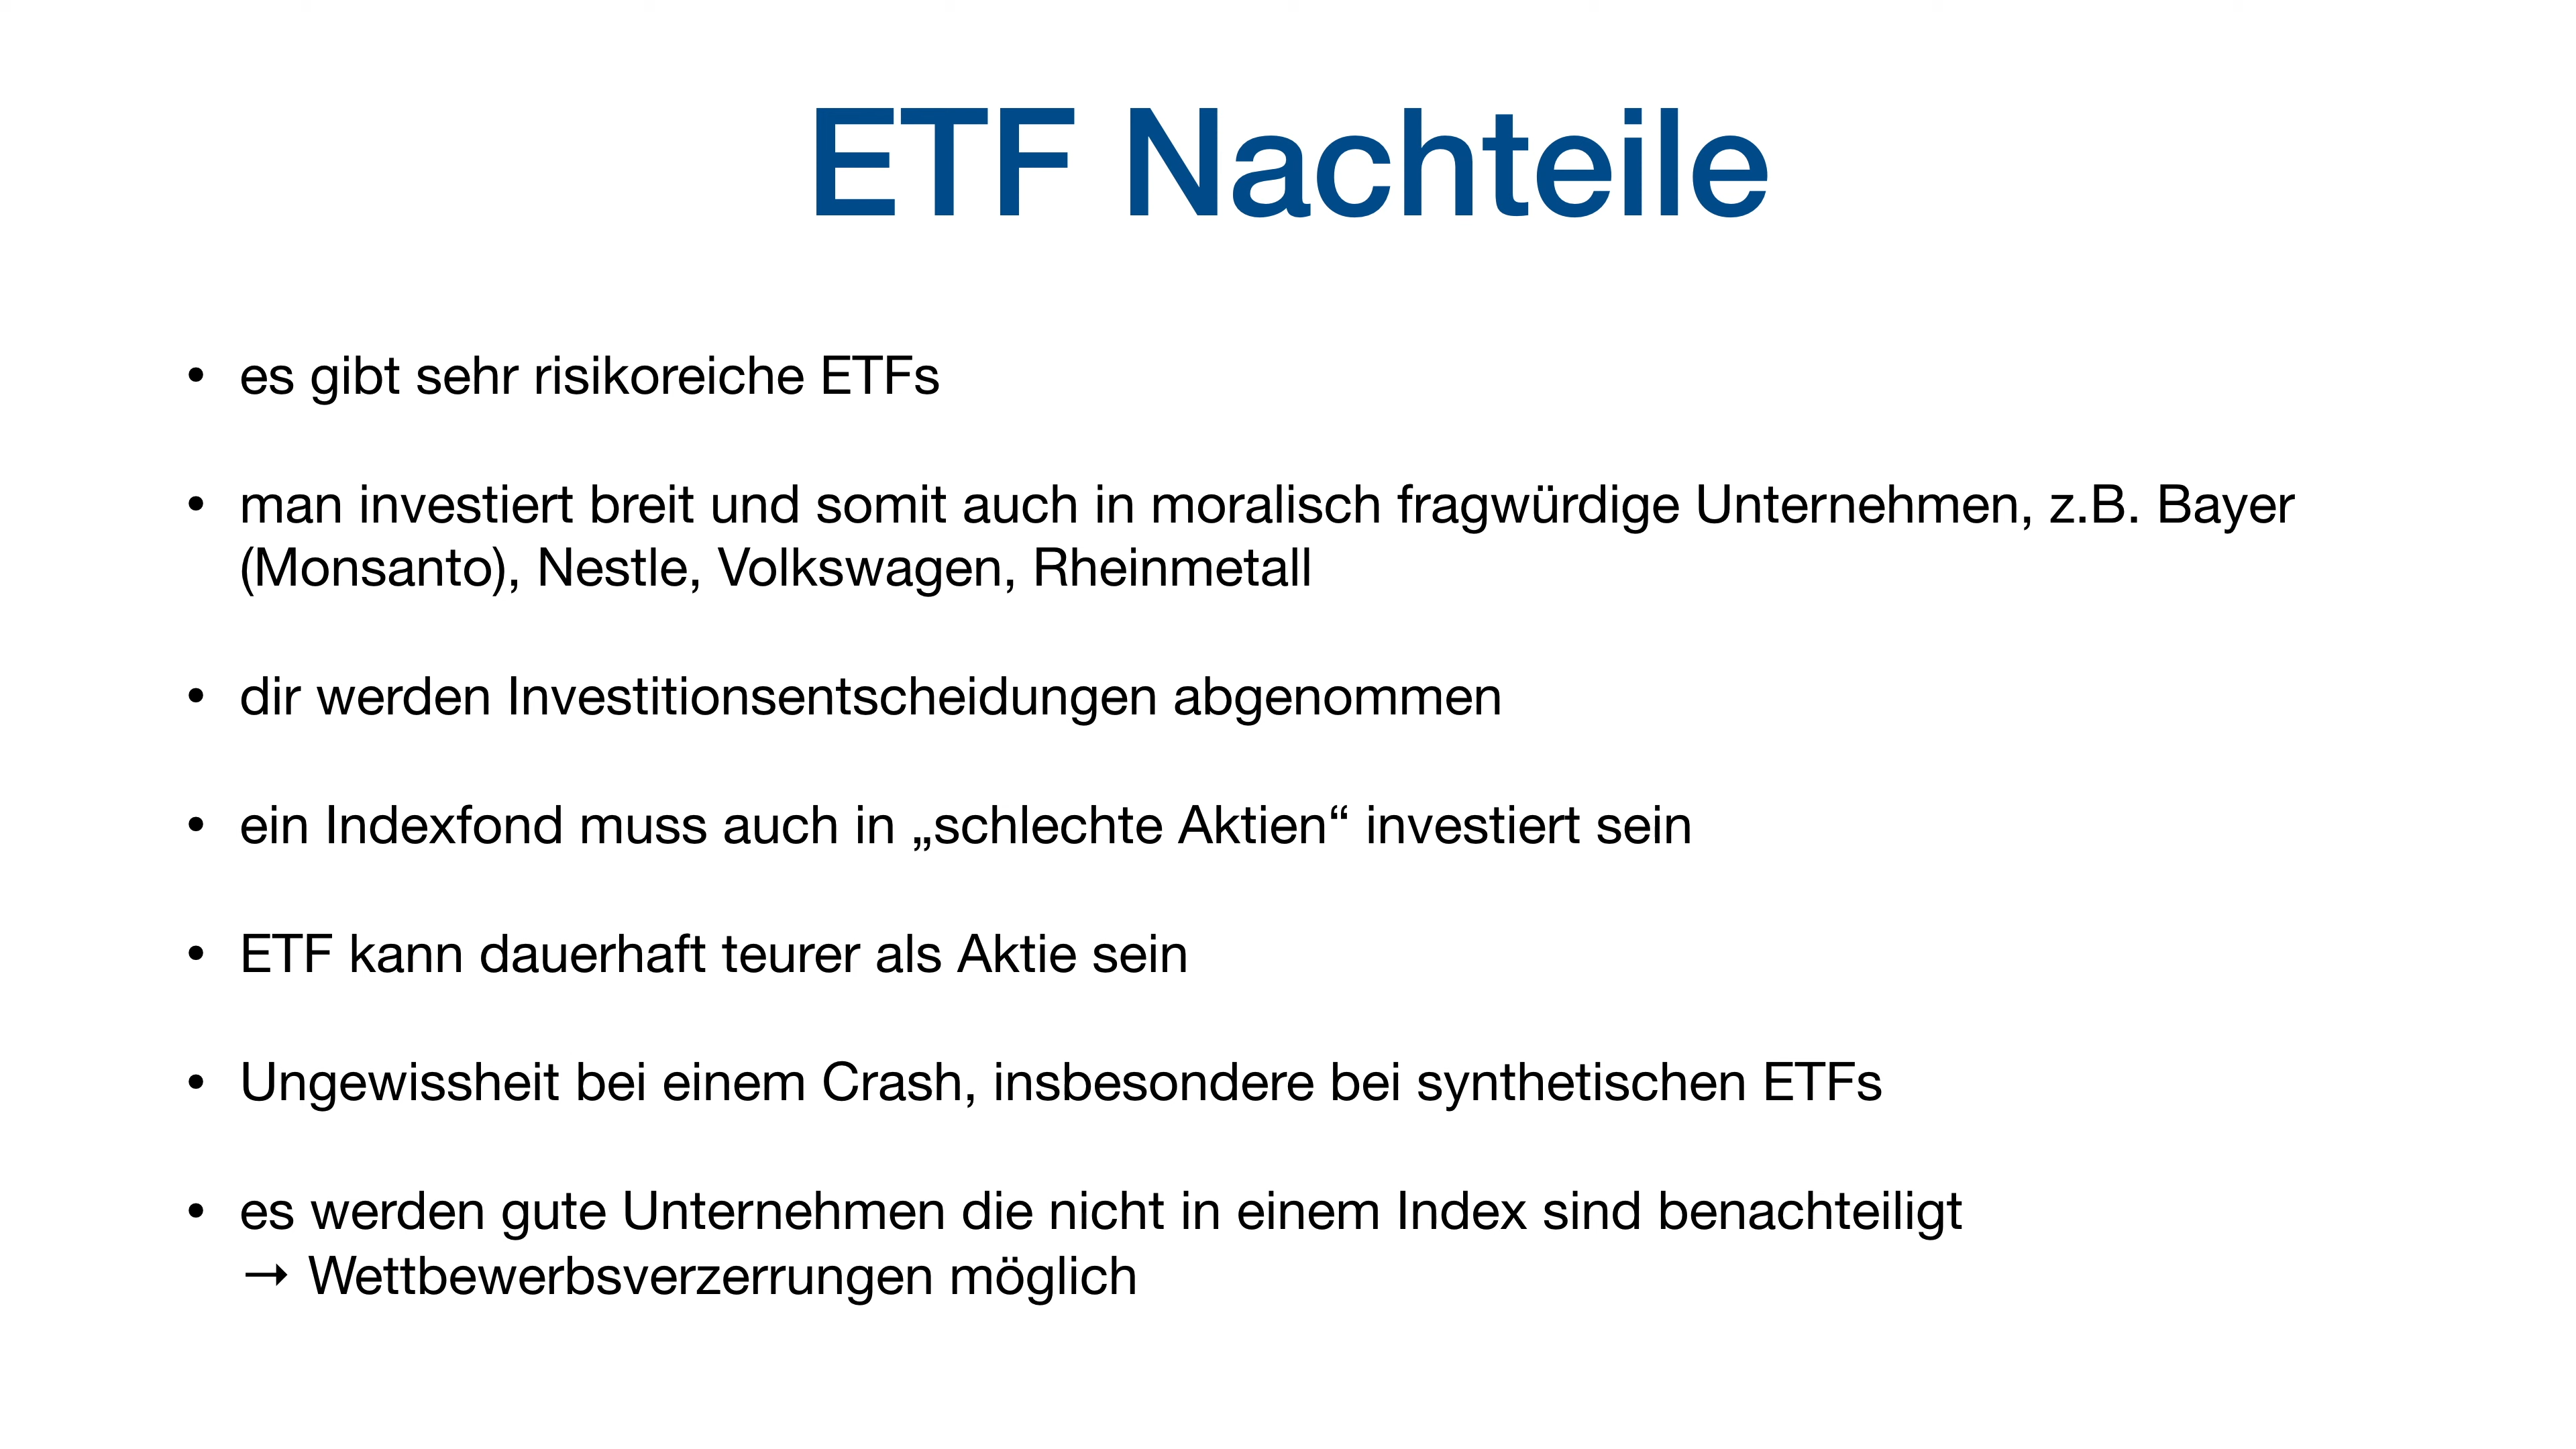 ETF Nachteile
• es gibt sehr risikoreiche ETFs
• man investiert breit und somit auch in moralisch fragwürdige Unternehmen, z.B. Bayer
(Monsanto), Nestle, Volkswagen, Rheinmetall
• dir werden Investitionsentscheidungen abgenommen
• ein Indexfond muss auch in „schlechte Aktien“ investiert sein
• ETF kann dauerhaft teurer als Aktie sein
• Ungewissheit bei einem Crash, insbesondere bei synthetischen ETFs
• es werden gute Unternehmen die nicht in einem Index sind benachteiligt
→ Wettbewerbsverzerrungen möglich